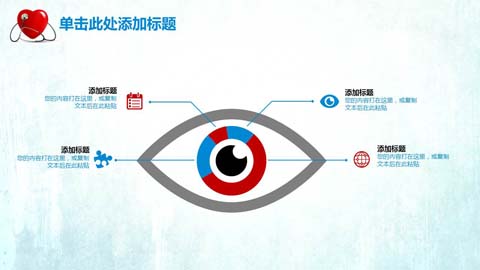 单击此处添加标题
添加标题
您的内容打在这里，或复制
文本后在此粘贴
添加标题
您的内容打在这里，或复制
文本后在此粘贴
添加标题
您的内容打在这里，或复制
文本后在此粘贴
添加标题
您的内容打在这里，或复制
文本后在此粘贴